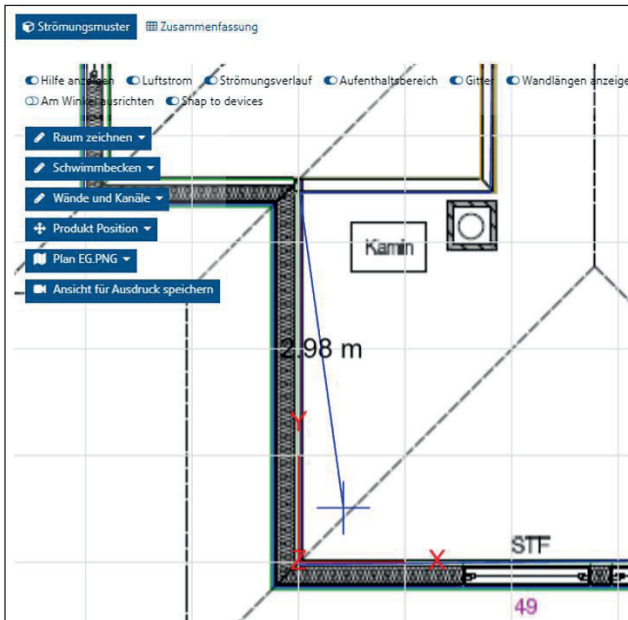 Strömungsmuster Zusammenfassung
Hilfe anzeigen Luftstrom Strömungsverlauf Aufenthaltsbereich Gitter Wandlängen anzeige
Am Winkel ausrichten Snap to devices
Raum zeichnen
Schwimmbecken
Wände und Kanäle
Produkt Position
Plan EG.PNG
Ansicht für Ausdruck speichern
Kamin
2.98 m
Y
Z X
STF
49